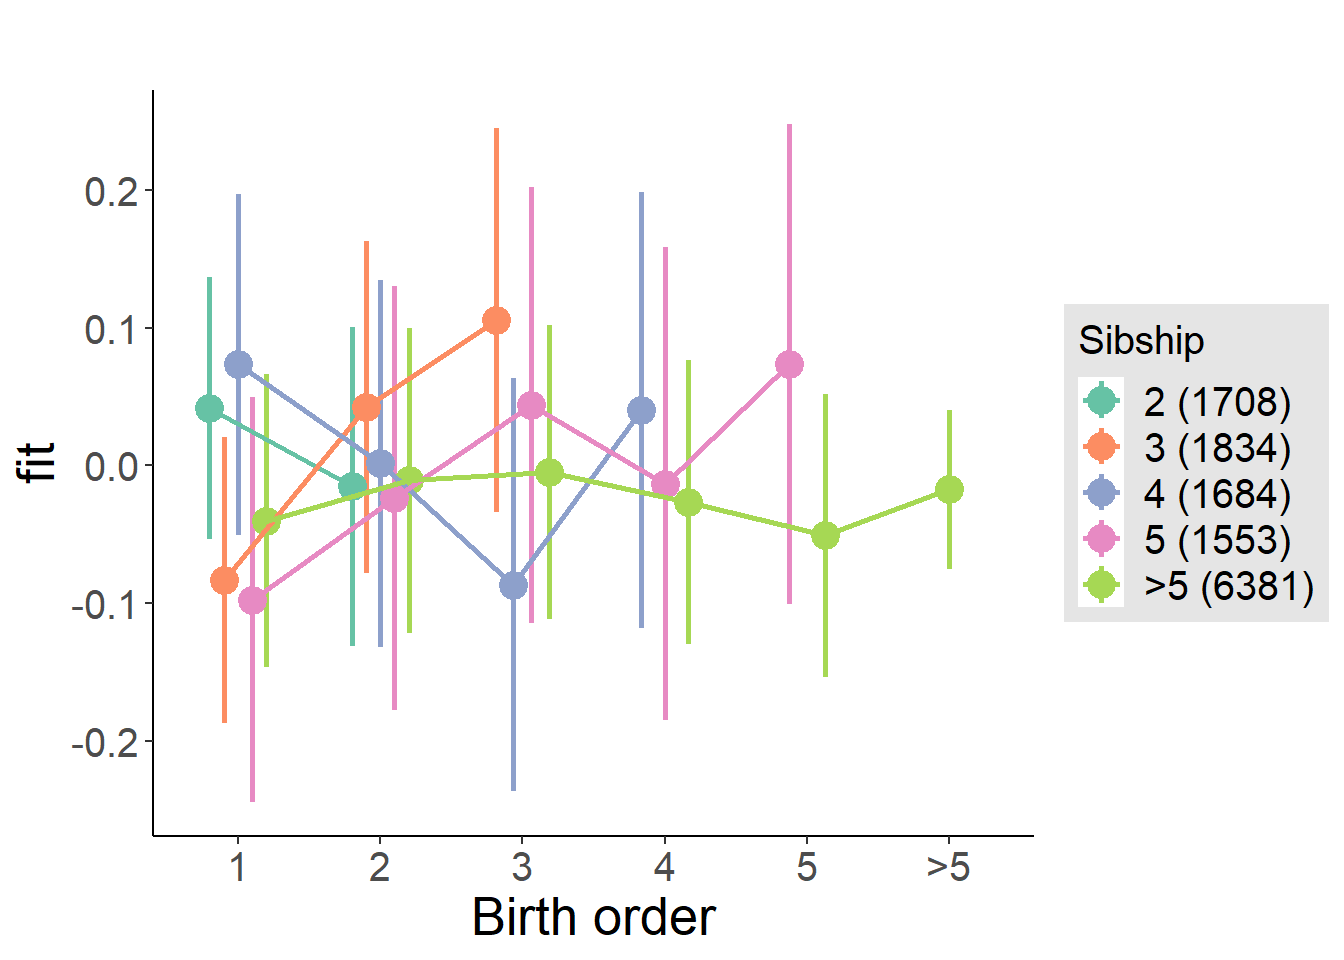 0.2
0.1
0.0
-0.1
-0.2
fit
1 2 3 4 5 >5
Birth order
Sibship
2 (1708)
3 (1834)
4 (1684)
5 (1553)
>5 (6381)